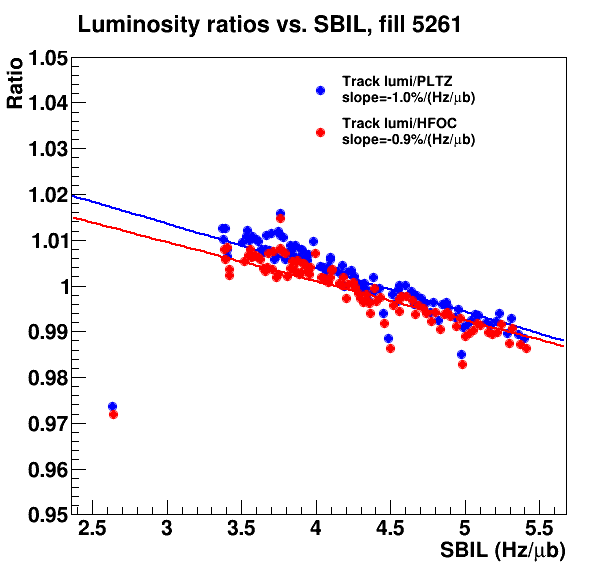 Luminosity ratios vs. SBIL, fill 5261
Ratio
1.05
1.04
1.03
1.02
1.01
1
0.99
0.98
0.97
0.96
0.95
Track lumi/PLTZ
slope=-1.0%/(Hz/μb)
Track lumi/HFOC
slope=-0.9%/(Hz/μb)
2.5 3 3.5 4 4.5 5 5.5
SBIL (Hz/μb)